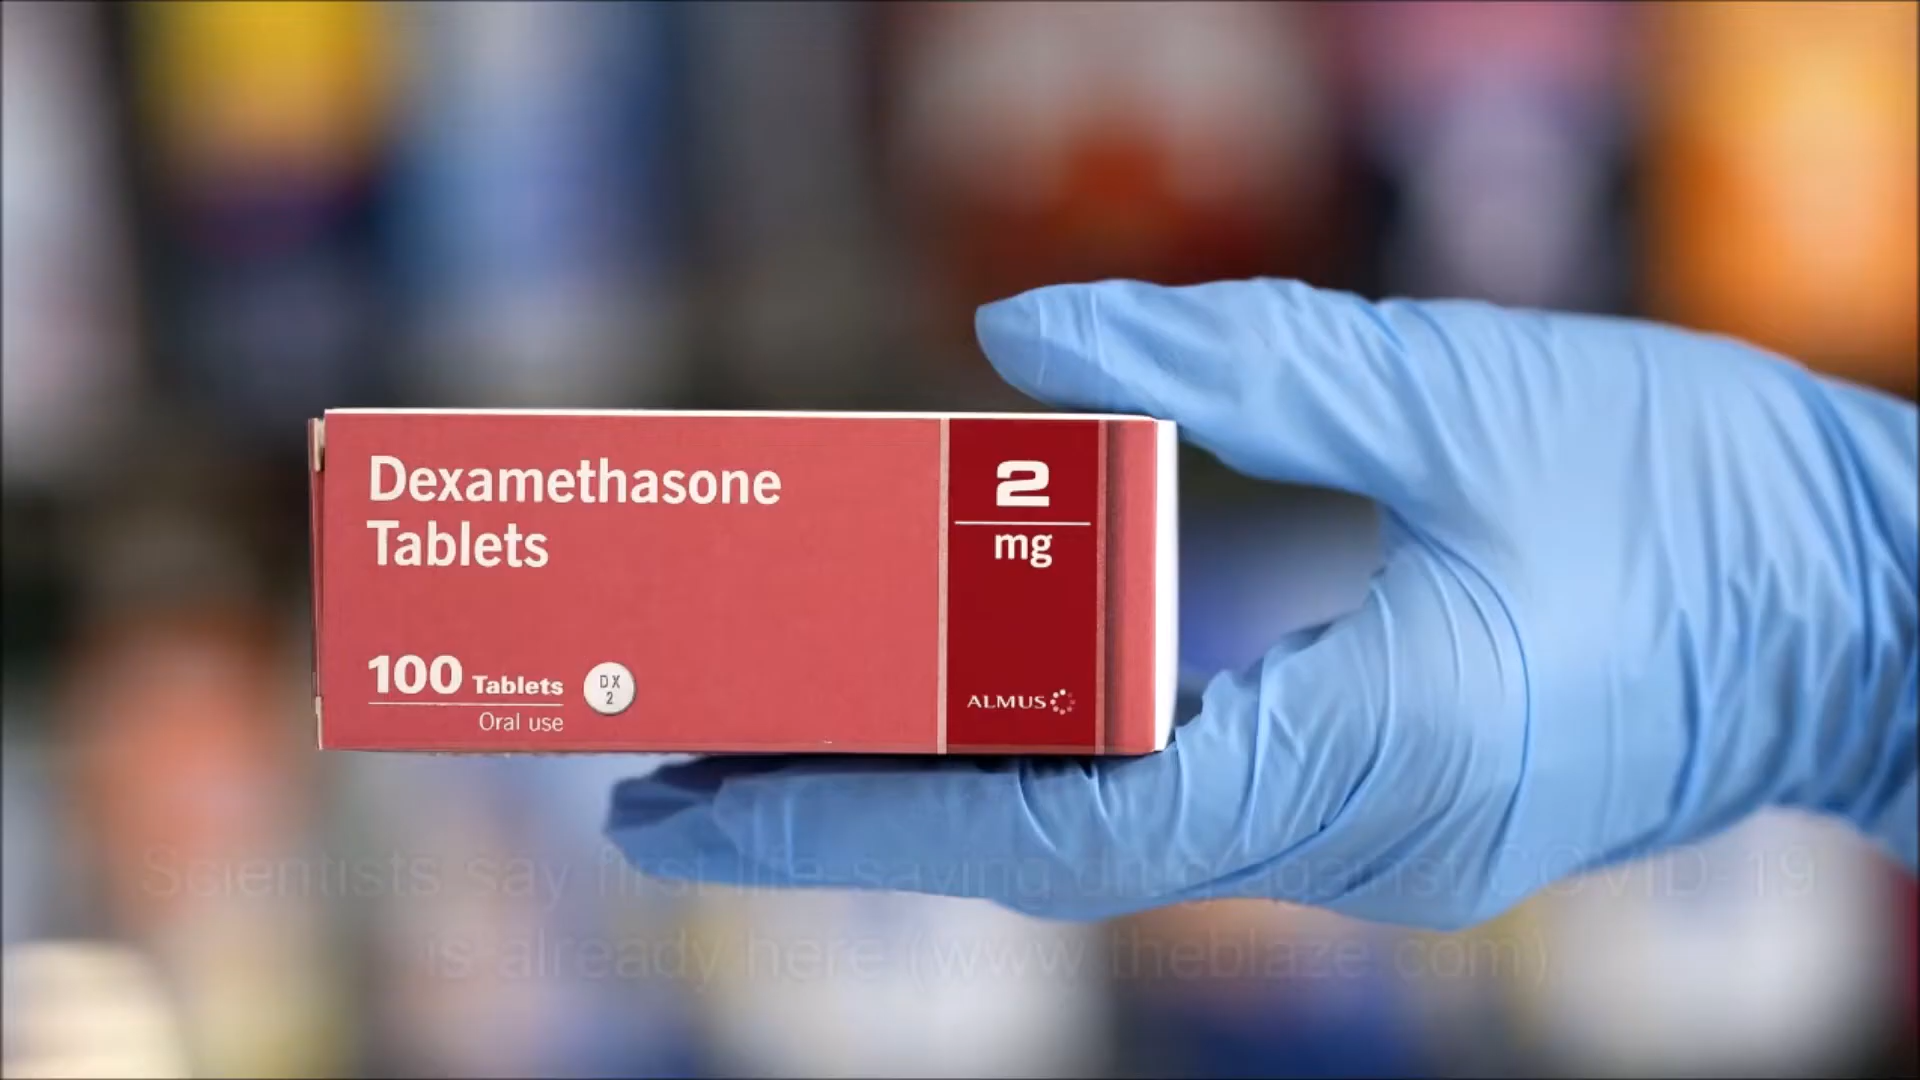 Dexamethasone
Tablets
2
mg
100 Tablets
Oral use
DX
2
ALMUS
Scientists say first life-saving drug against COVID-19
is already here (www.theblaze.com)